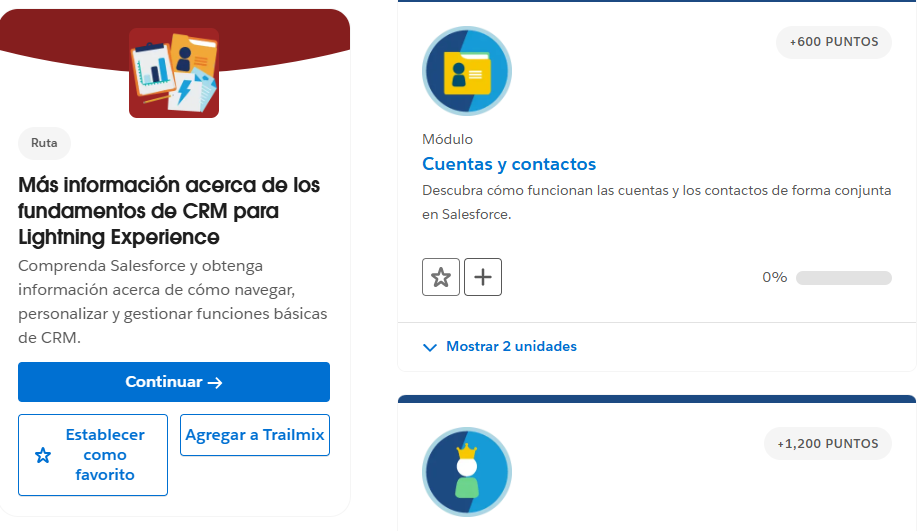 Ruta
Más información acerca de los
fundamentos de CRM para
Lightning Experience
Comprenda Salesforce y obtenga
información acerca de cómo navegar,
personalizar y gestionar funciones básicas
de CRM.
Continuar →
Establecer
como
favorito
Agregar a Trailmix
+600 PUNTOS
Módulo
Cuentas y contactos
Descubra cómo funcionan las cuentas y los contactos de forma conjunta
en Salesforce.
0%
Mostrar 2 unidades
+1,200 PUNTOS